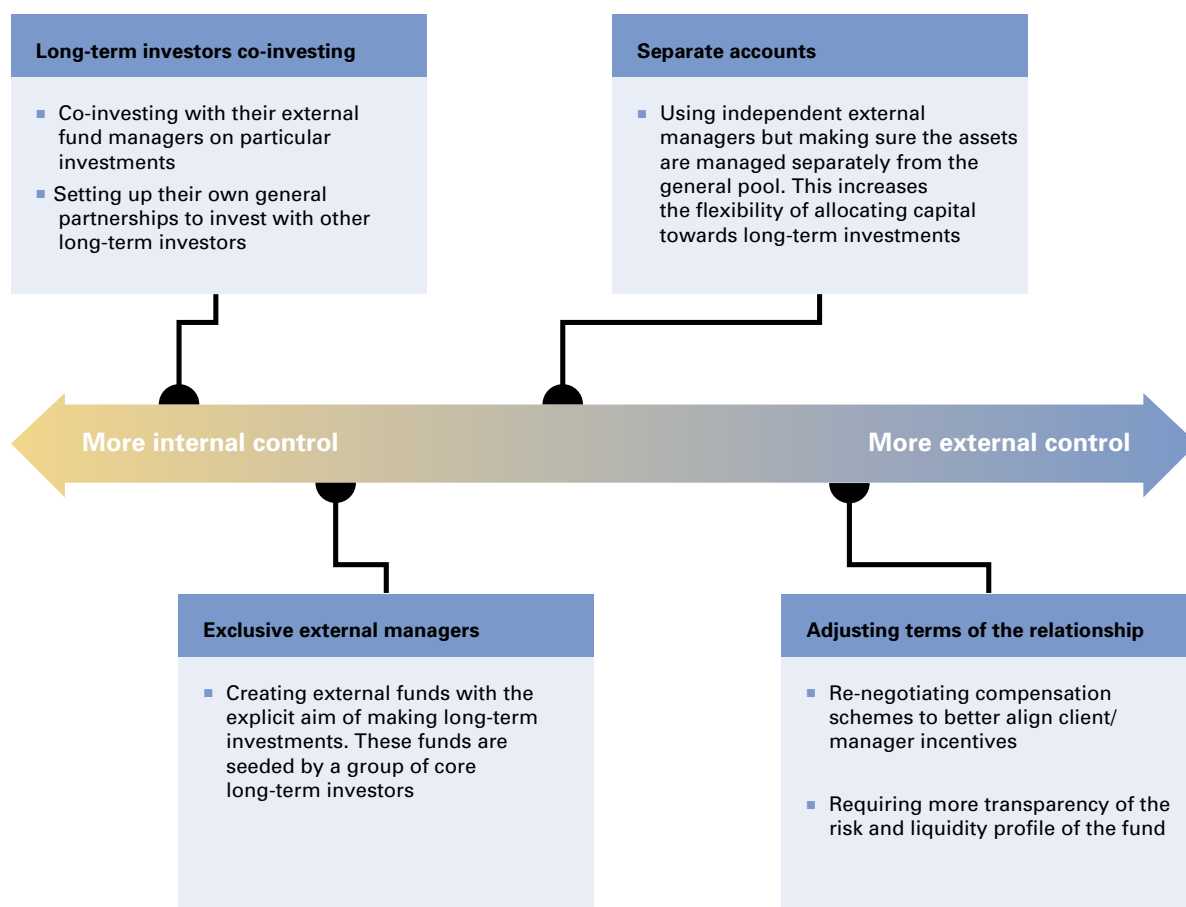 Long-term investors co-investing
Co-investing with their external
fund managers on particular
investments
Setting up their own general
partnerships to invest with other
long-term investors
Separate accounts
Using independent external
managers but making sure the assets
are managed separately from the
general pool. This increases
the flexibility of allocating capital
towards long-term investments
More internal control
More external control
Exclusive external managers
Creating external funds with the
explicit aim of making long-term
investments. These funds are
seeded by a group of core
long-term investors
Adjusting terms of the relationship
Re-negotiating compensation
schemes to better align client/
manager incentives
Requiring more transparency of the
risk and liquidity profile of the fund